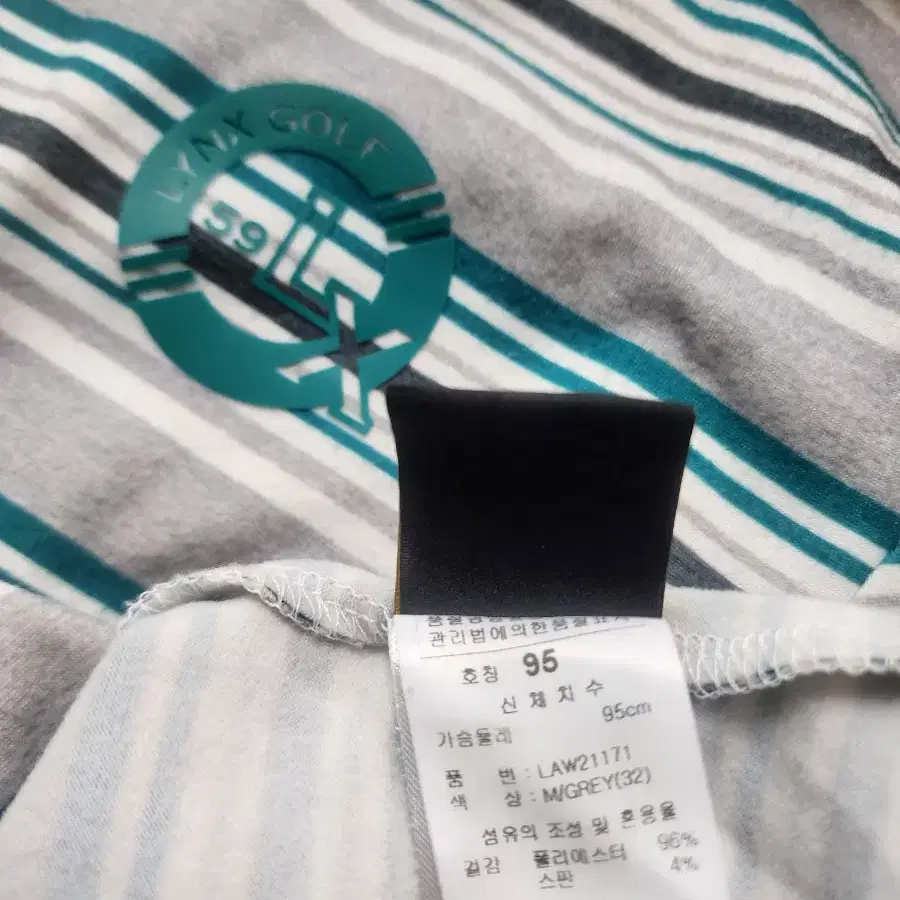 LYNX GOLF
59
LX
관리법에의한품질표시
호칭 95
신 체 치 수
가슴둘레 95cm
품 번 : LAW21171
색 상 : M/GREY(32)
섬유의 조성 및 혼용율
겉감 폴리에스터 96%
스판 4%